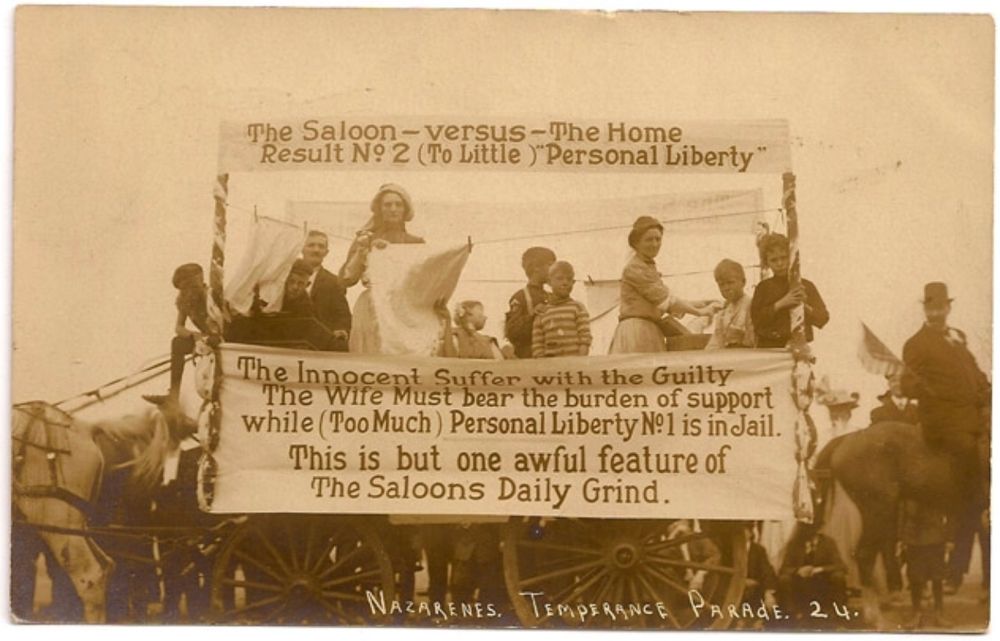 The Saloon – versus – The Home
Result No 2 (To Little) "Personal Liberty"
The Innocent Suffer with the Guilty
The Wife Must bear the burden of support
while (Too Much) Personal Liberty No 1 is in Jail.
This is but one awful feature of
The Saloons Daily Grind.
Nazarenes. Temperance Parade. 24.